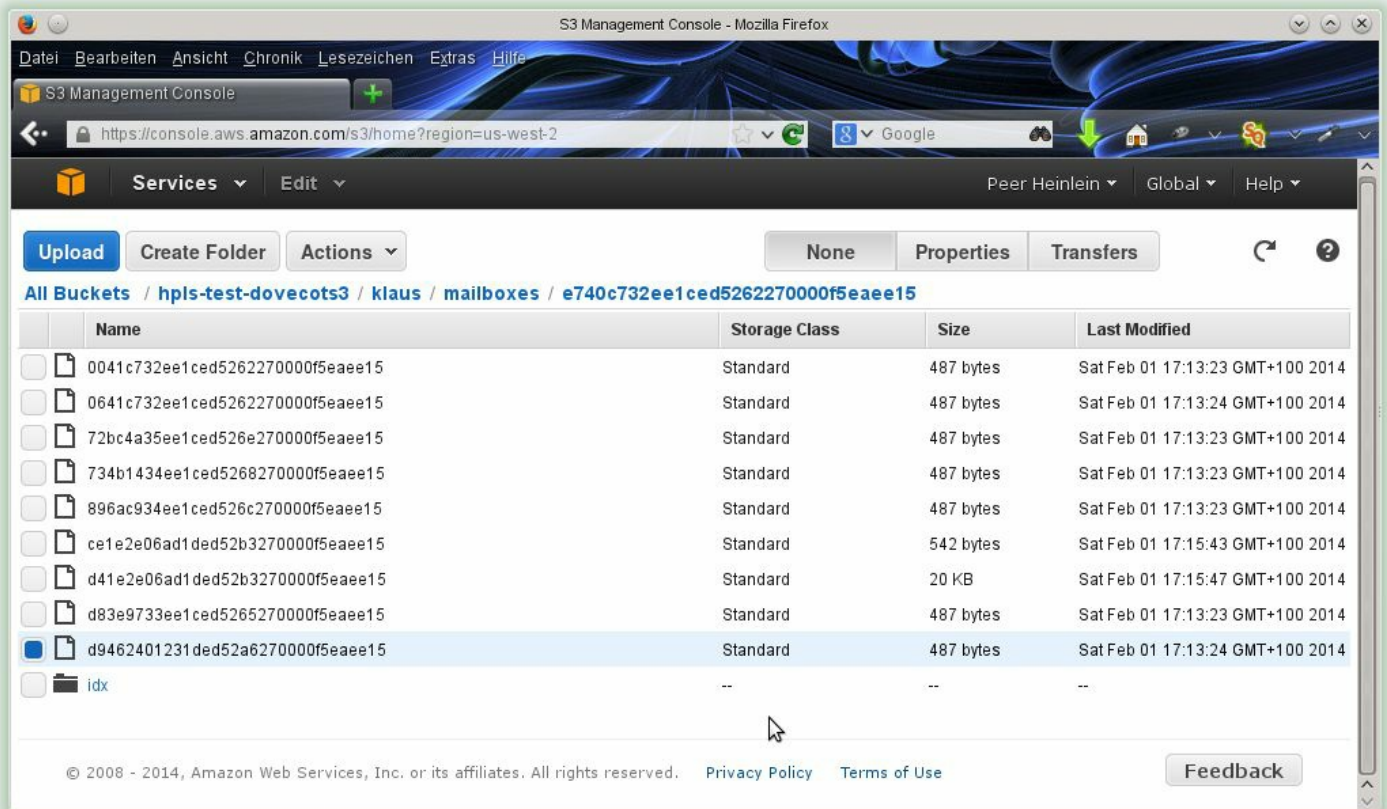 S3 Management Console - Mozilla Firefox
Datei Bearbeiten Ansicht Chronik Lesezeichen Extras Hilfe
S3 Management Console
https://console.aws.amazon.com/s3/home?region=us-west-2 8 Google
Services Edit Peer Heinlein Global Help
Upload Create Folder Actions None Properties Transfers ?
All Buckets / hpls-test-dovecots3 / klaus / mailboxes / e740c732ee1ced5262270000f5eaee15
Name Storage Class Size Last Modified
0041c732ee1ced5262270000f5eaee15 Standard 487 bytes Sat Feb 01 17:13:23 GMT+100 2014
0641c732ee1ced5262270000f5eaee15 Standard 487 bytes Sat Feb 01 17:13:24 GMT+100 2014
72bc4a35ee1ced526e270000f5eaee15 Standard 487 bytes Sat Feb 01 17:13:23 GMT+100 2014
734b1434ee1ced5268270000f5eaee15 Standard 487 bytes Sat Feb 01 17:13:23 GMT+100 2014
896ac934ee1ced526c270000f5eaee15 Standard 487 bytes Sat Feb 01 17:13:23 GMT+100 2014
ce1e2e06ad1ded52b3270000f5eaee15 Standard 542 bytes Sat Feb 01 17:15:43 GMT+100 2014
d41e2e06ad1ded52b3270000f5eaee15 Standard 20 KB Sat Feb 01 17:15:47 GMT+100 2014
d83e9733ee1ced5265270000f5eaee15 Standard 487 bytes Sat Feb 01 17:13:23 GMT+100 2014
d9462401231ded52a6270000f5eaee15 Standard 487 bytes Sat Feb 01 17:13:24 GMT+100 2014
idx -- -- --
© 2008 - 2014, Amazon Web Services, Inc. or its affiliates. All rights reserved. Privacy Policy Terms of Use Feedback